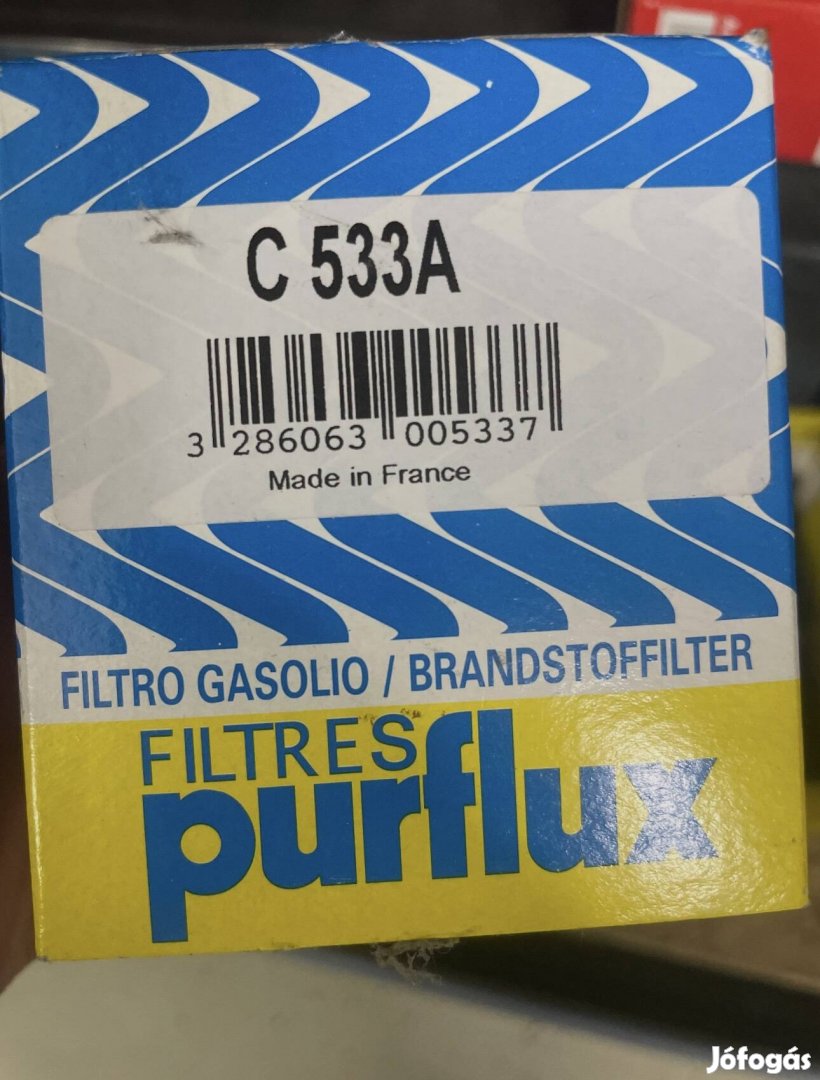 C 533A
3 286063 005337
Made in France
FILTRO GASOLIO / BRANDSTOFFILTER
FILTRES
purflux
Jófogás